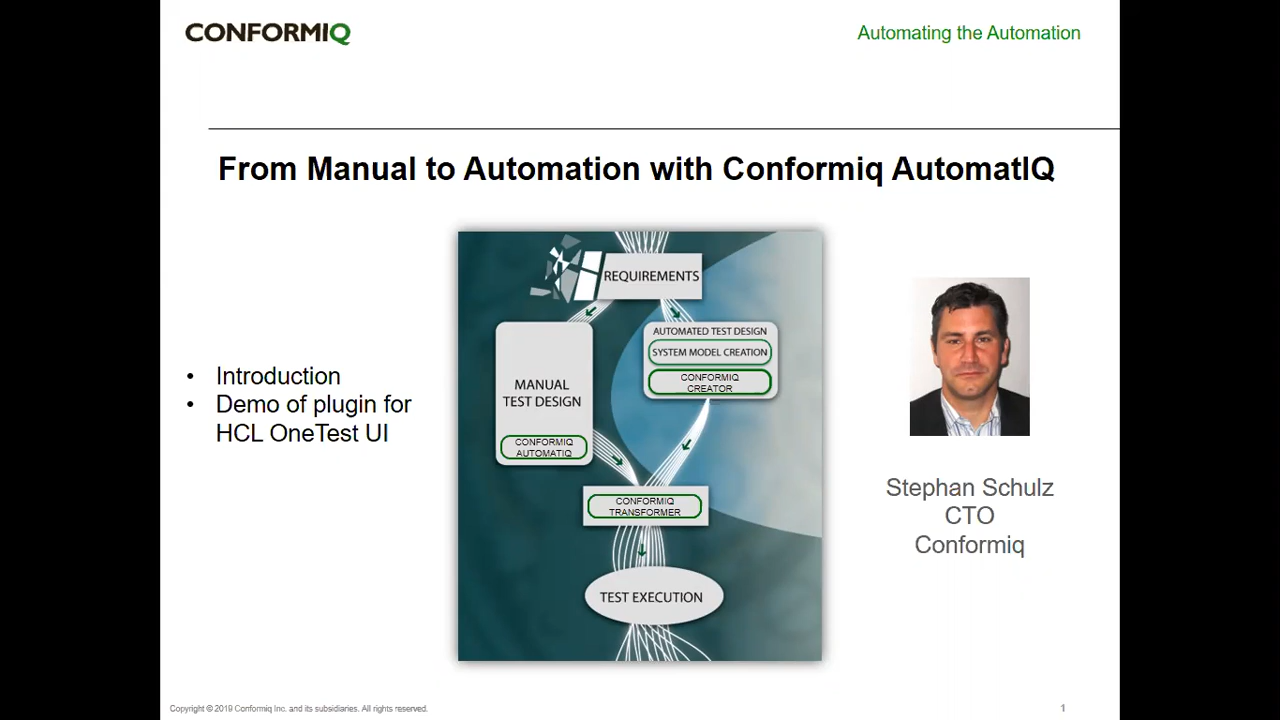 CONFORMIQ
Automating the Automation
From Manual to Automation with Conformiq AutomatIQ
• Introduction
• Demo of plugin for
HCL OneTest UI
REQUIREMENTS
MANUAL
TEST DESIGN
CONFORMIQ
AUTOMATIQ
AUTOMATED TEST DESIGN
SYSTEM MODEL CREATION
CONFORMIQ
CREATOR
CONFORMIQ
TRANSFORMER
TEST EXECUTION
Stephan Schulz
CTO
Conformiq
Copyright © 2019 Conformiq Inc. and its subsidiaries. All rights reserved.
1